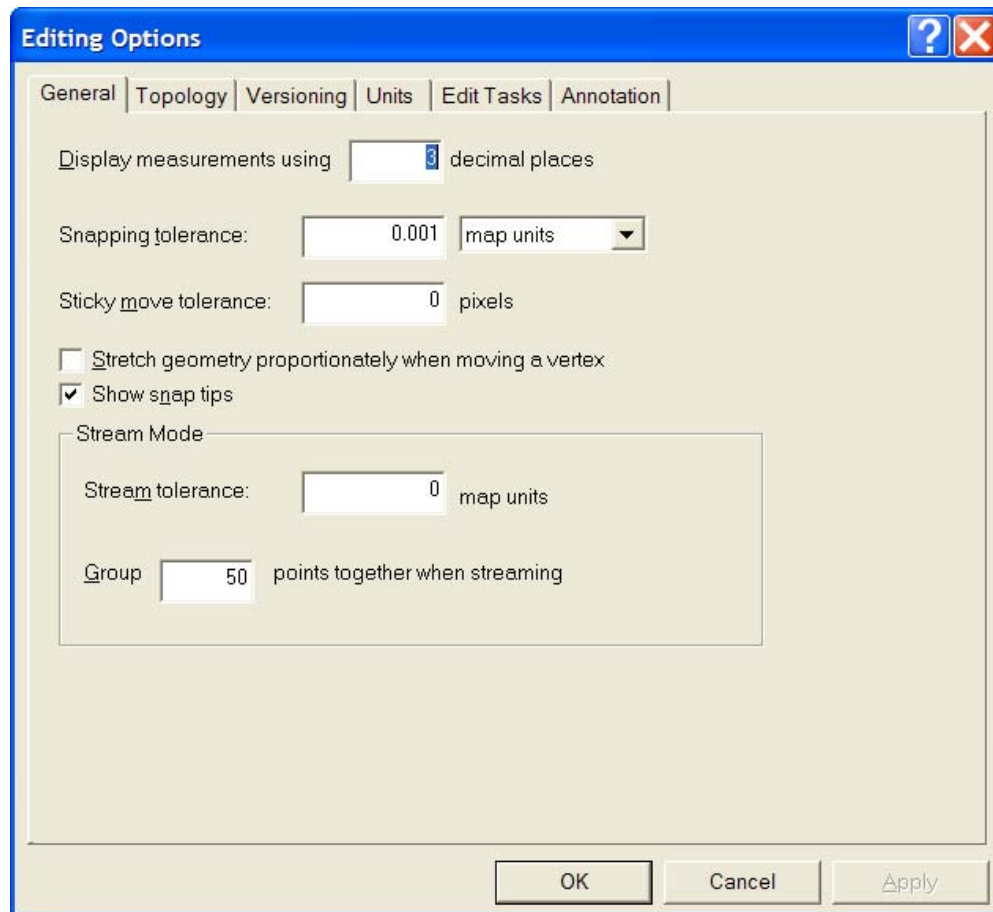 Editing Options
General Topology Versioning Units Edit Tasks Annotation
Display measurements using 3 decimal places
Snapping tolerance: 0.001 map units
Sticky move tolerance: 0 pixels
Stretch geometry proportionately when moving a vertex
Show snap tips
Stream Mode
Stream tolerance: 0 map units
Group 50 points together when streaming
OK Cancel Apply